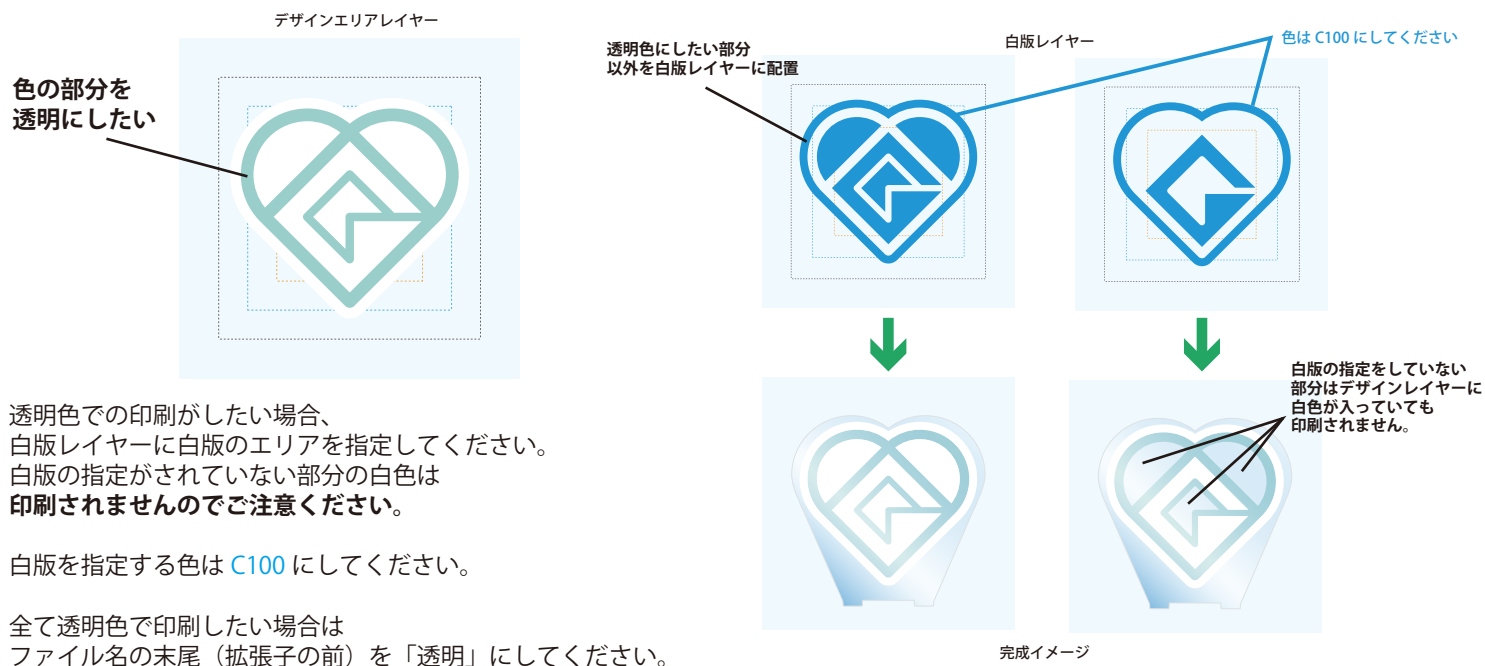 デザインエリアレイヤー
色の部分を
透明にしたい
透明色にしたい部分
以外を白版レイヤーに配置
白版レイヤー
色は C100 にしてください
透明色での印刷がしたい場合、
白版レイヤーに白版のエリアを指定してください。
白版の指定がされていない部分の白色は
印刷されませんのでご注意ください。
白版を指定する色は C100 にしてください。
全て透明色で印刷したい場合は
ファイル名の末尾（拡張子の前）を「透明」にしてください。
白版の指定をしていない
部分はデザインレイヤーに
白色が入っていても
印刷されません。
完成イメージ